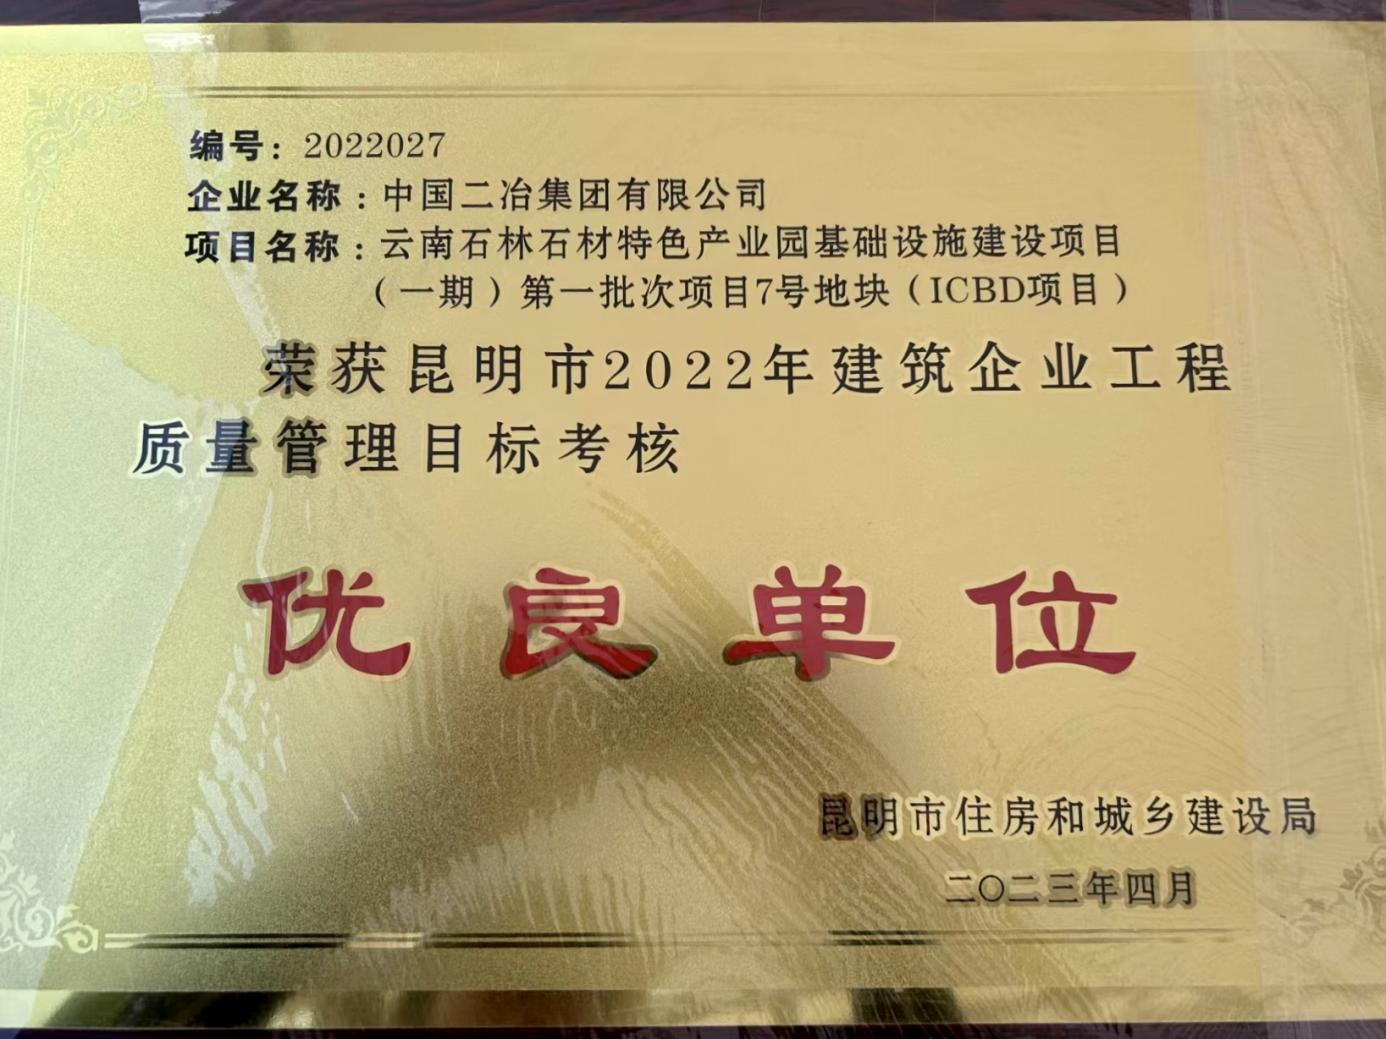 编号：2022027
企业名称：中国二冶集团有限公司
项目名称：云南石林石材特色产业园基础设施建设项目
（一期）第一批次项目7号地块（ICBD项目）
荣获昆明市2022年建筑企业工程
质量管理目标考核
优良单位
昆明市住房和城乡建设局
二〇二三年四月